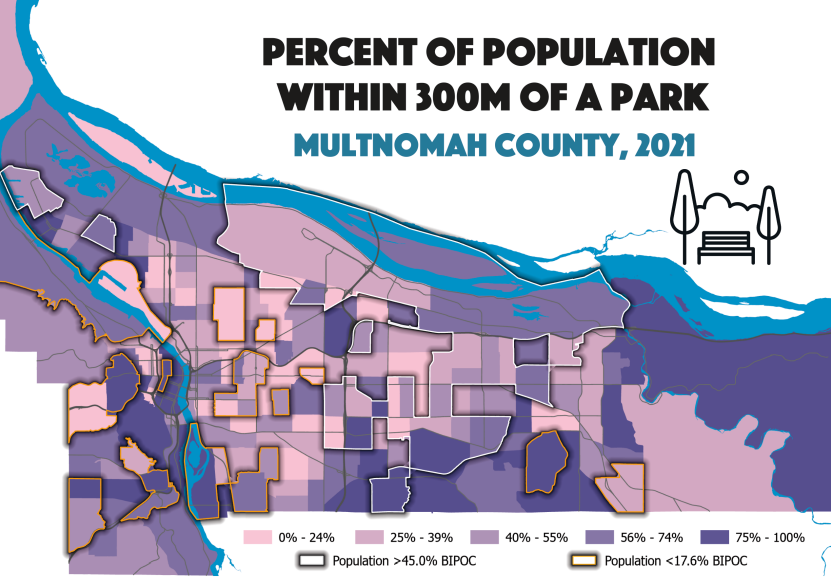 PERCENT OF POPULATION
WITHIN 300M OF A PARK
MULTNOMAH COUNTY, 2021
0% - 24% 25% - 39% 40% - 55% 56% - 74% 75% - 100%
Population >45.0% BIPOC Population <17.6% BIPOC